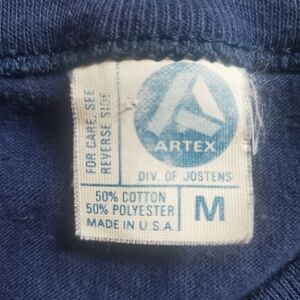 FOR CARE, SEE
REVERSE SIDE
ARTEX
DIV. OF JOSTENS
50% COTTON
50% POLYESTER
MADE IN U.S.A.
M